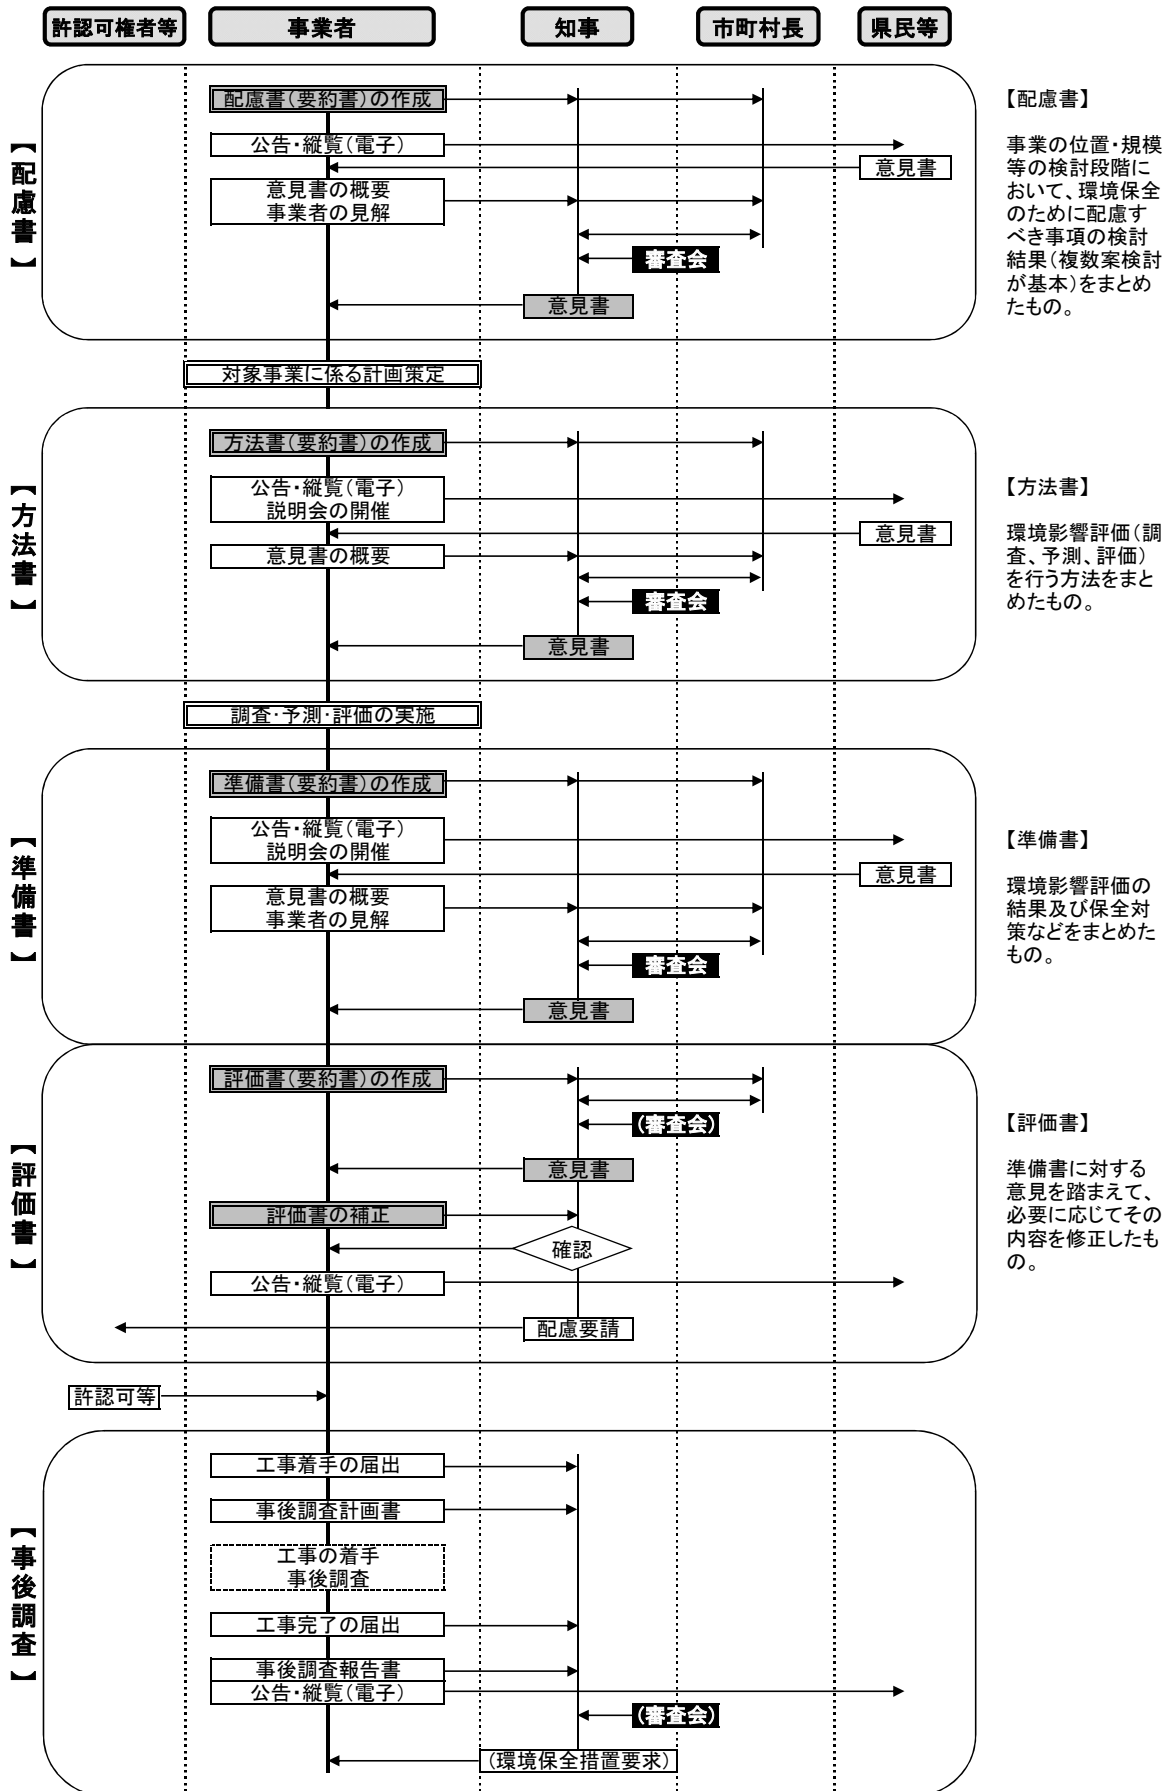 許認可権者等
事業者
知事
市町村長
県民等
【配慮書】
配慮書(要約書)の作成
公告・縦覧(電子)
意見書
意見書の概要
事業者の見解
審査会
意見書
【配慮書】
事業の位置・規模
等の検討段階に
おいて、環境保全
のために配慮す
べき事項の検討
結果(複数案検討
が基本)をまとめ
たもの。
対象事業に係る計画策定
【方法書】
方法書(要約書)の作成
公告・縦覧(電子)
説明会の開催
意見書
意見書の概要
審査会
意見書
【方法書】
環境影響評価(調
査、予測、評価)
を行う方法をまと
めたもの。
調査・予測・評価の実施
【準備書】
準備書(要約書)の作成
公告・縦覧(電子)
説明会の開催
意見書
意見書の概要
事業者の見解
審査会
意見書
【準備書】
環境影響評価の
結果及び保全対
策などをまとめた
もの。
【評価書】
評価書(要約書)の作成
(審査会)
意見書
評価書の補正
確認
公告・縦覧(電子)
配慮要請
【評価書】
準備書に対する
意見を踏まえて、
必要に応じてその
内容を修正したも
の。
許認可等
【事後調査】
工事着手の届出
事後調査計画書
工事の着手
事後調査
工事完了の届出
事後調査報告書
公告・縦覧(電子)
(審査会)
(環境保全措置要求)